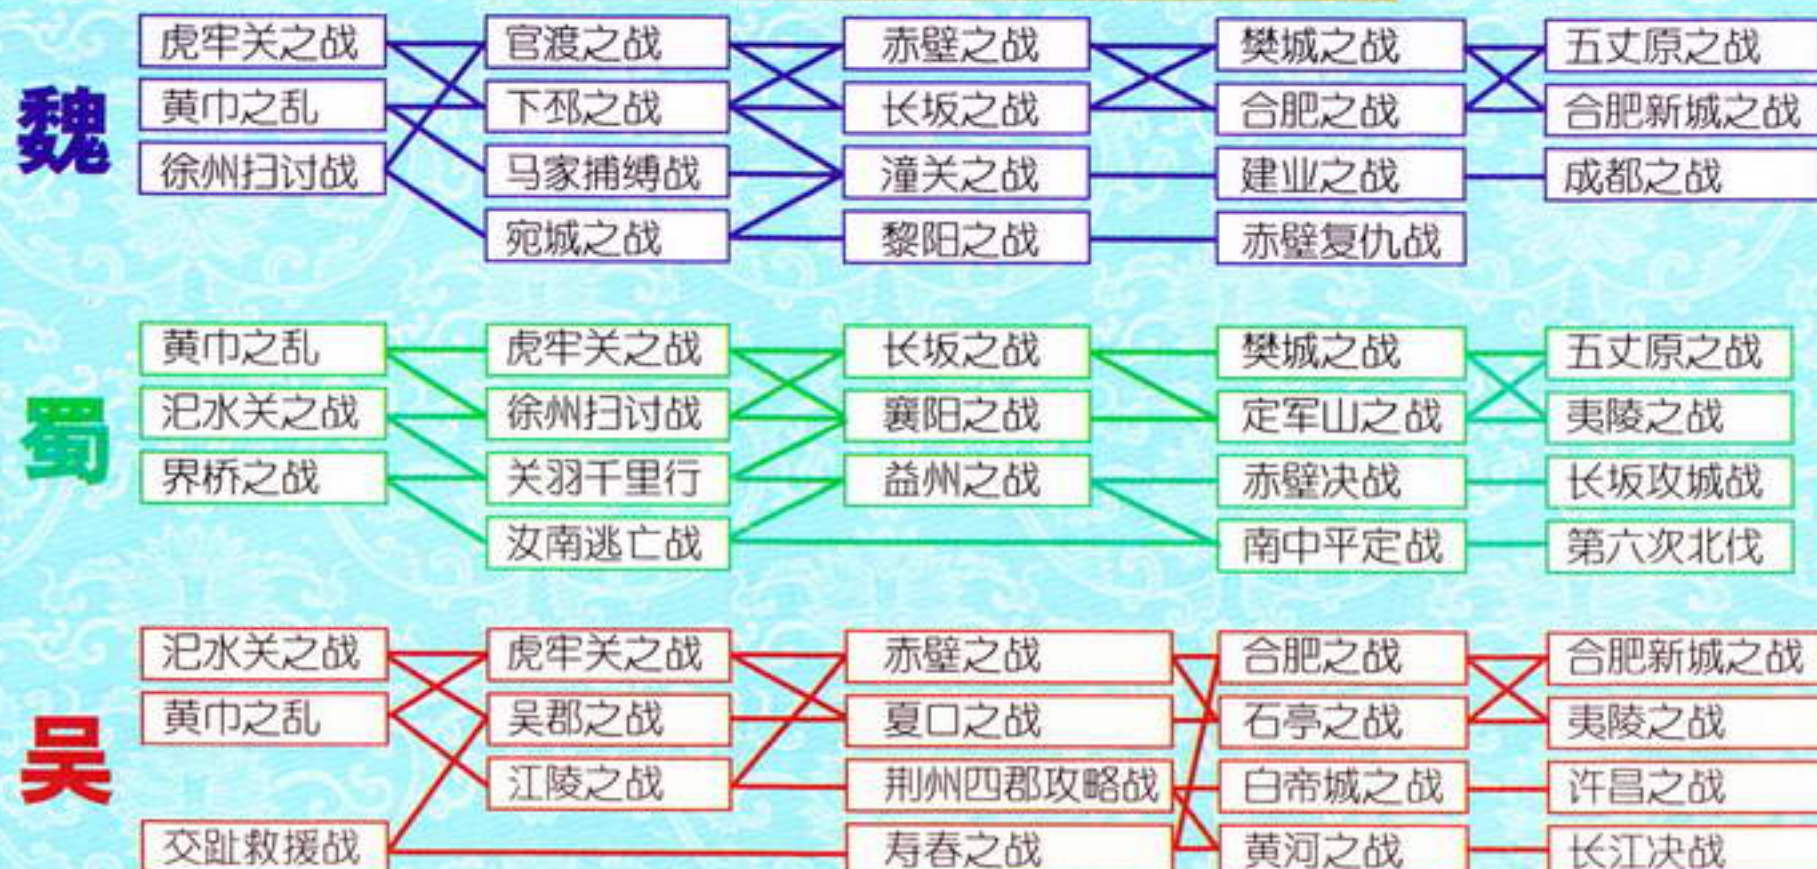 魏
虎牢关之战 官渡之战 赤壁之战 樊城之战 五丈原之战
黄巾之乱 下邳之战 长坂之战 合肥之战 合肥新城之战
徐州扫讨战 马家捕缚战 潼关之战 建业之战 成都之战
宛城之战 黎阳之战 赤壁复仇战
蜀
黄巾之乱 虎牢关之战 长坂之战 樊城之战 五丈原之战
汜水关之战 徐州扫讨战 襄阳之战 定军山之战 夷陵之战
界桥之战 关羽千里行 益州之战 赤壁决战 长坂攻城战
汝南逃亡战 南中平定战 第六次北伐
吴
汜水关之战 虎牢关之战 赤壁之战 合肥之战 合肥新城之战
黄巾之乱 吴郡之战 夏口之战 石亭之战 夷陵之战
江陵之战 荆州四郡攻略战 白帝城之战 许昌之战
交趾救援战 寿春之战 黄河之战 长江决战